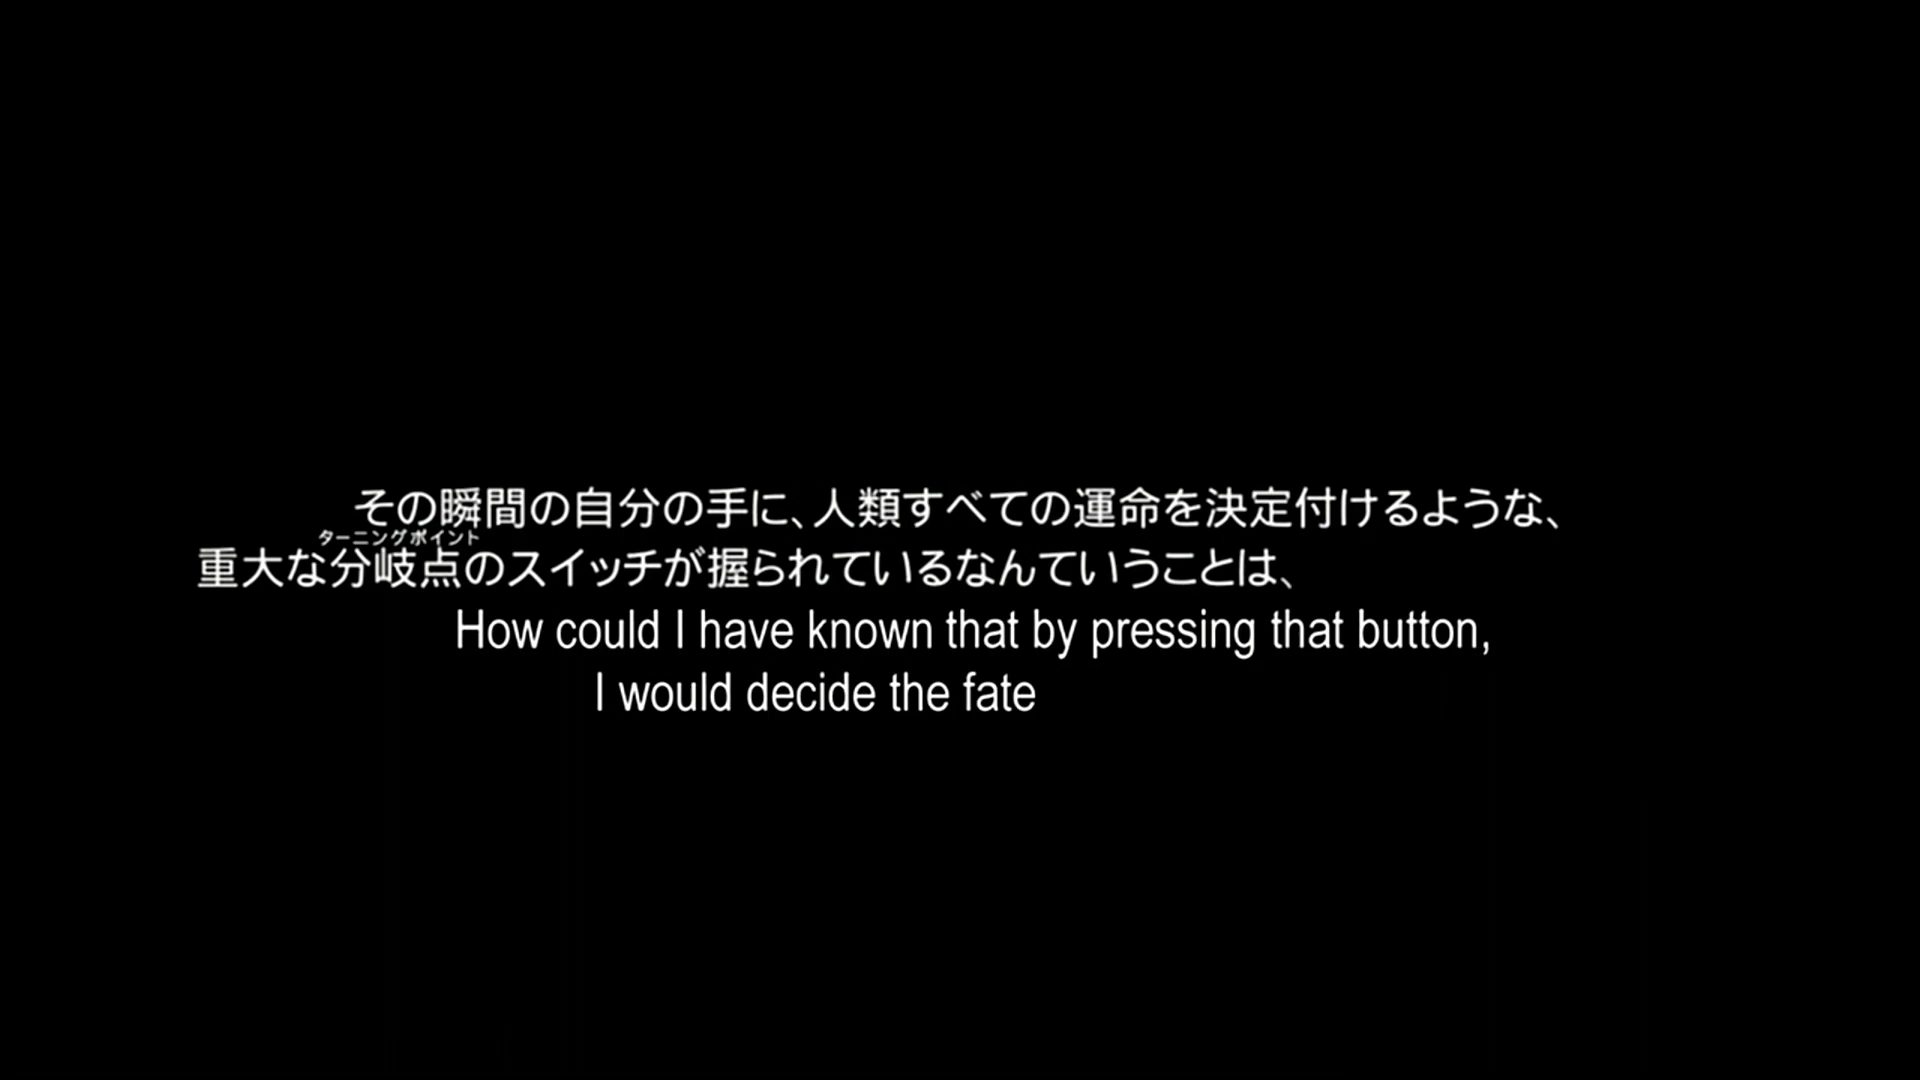 その瞬間の自分の手に、人類すべての運命を決定付けるような、
ターニングポイント
重大な分岐点のスイッチが握られているなんていうことは、
How could I have known that by pressing that button,
I would decide the fate